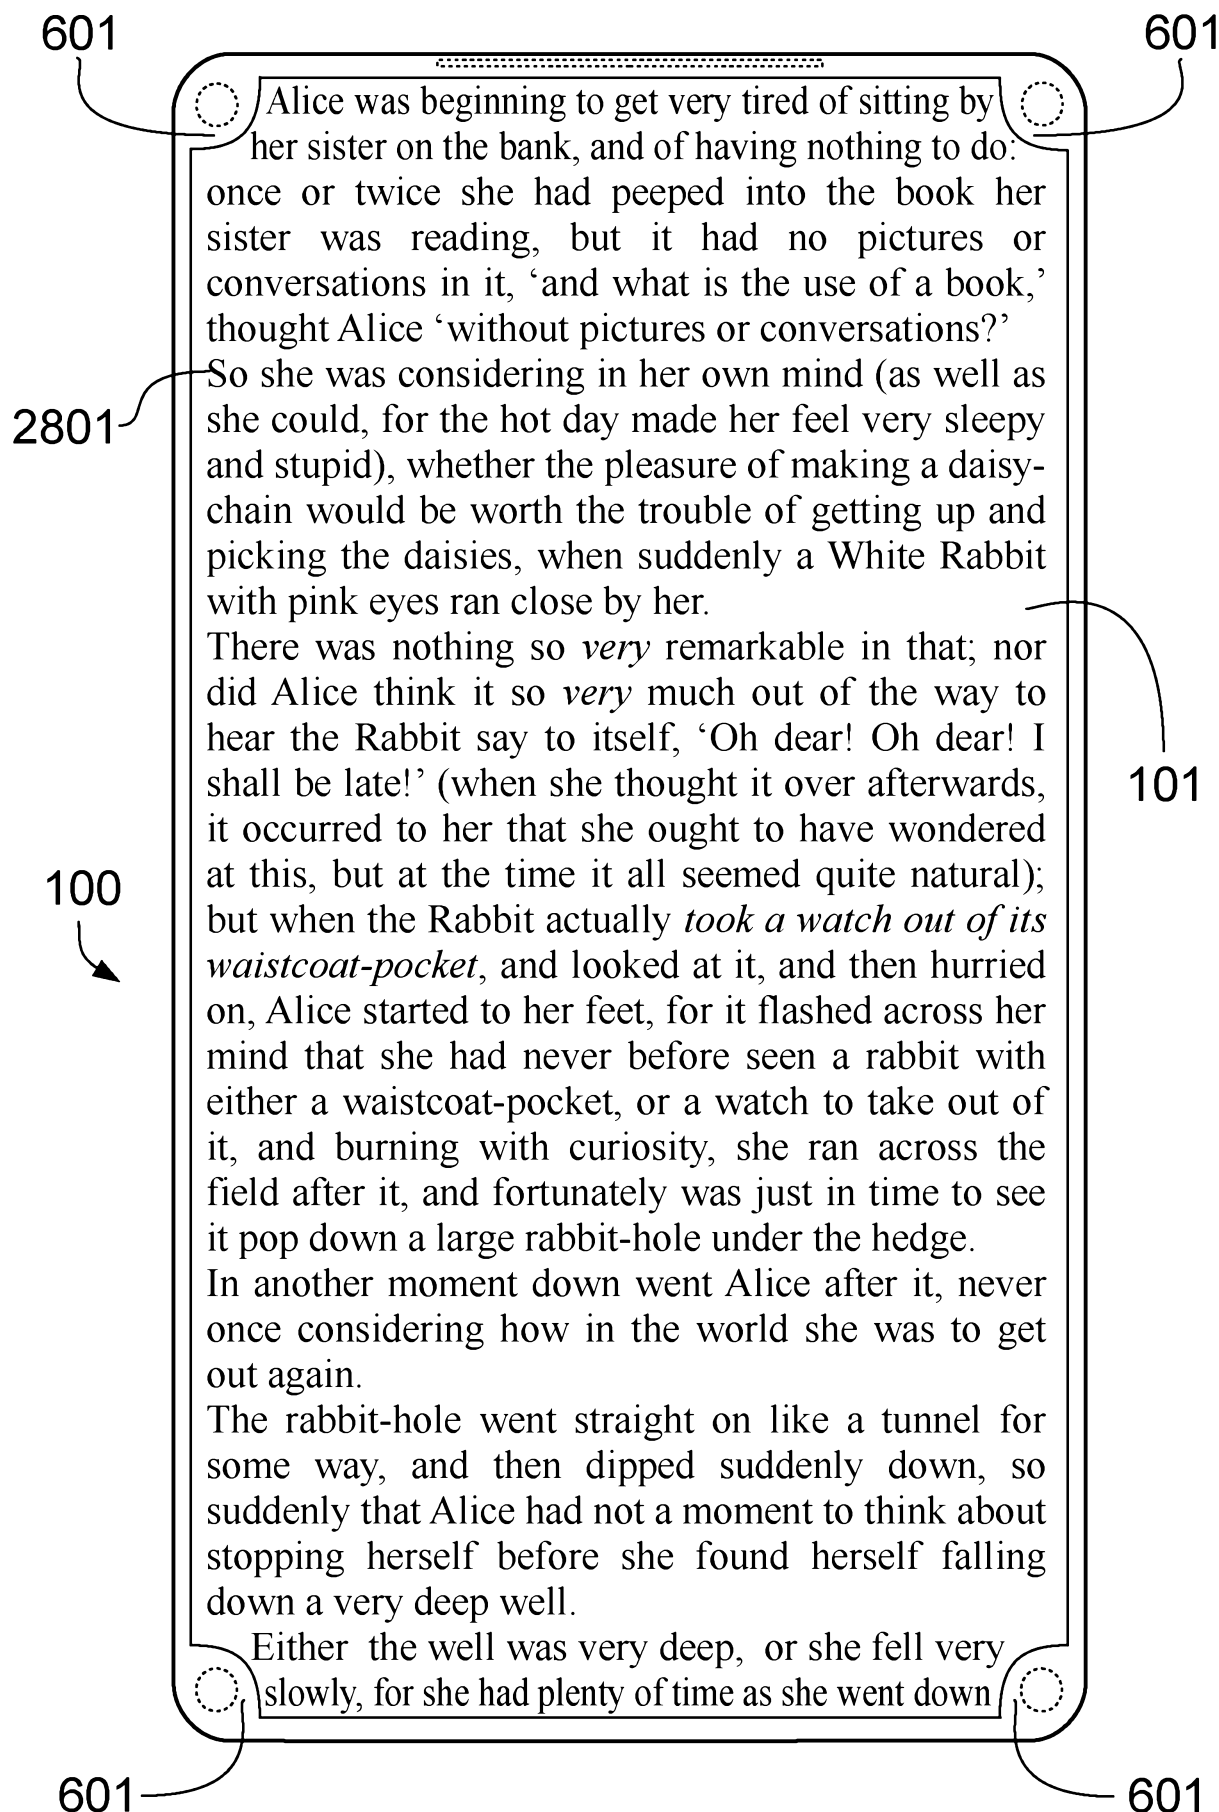 601
601
Alice was beginning to get very tired of sitting by
her sister on the bank, and of having nothing to do:
once or twice she had peeped into the book her
sister was reading, but it had no pictures or
conversations in it, ‘and what is the use of a book,’
thought Alice ‘without pictures or conversations?’
So she was considering in her own mind (as well as
2801
she could, for the hot day made her feel very sleepy
and stupid), whether the pleasure of making a daisy-
chain would be worth the trouble of getting up and
picking the daisies, when suddenly a White Rabbit
with pink eyes ran close by her.
There was nothing so very remarkable in that; nor
did Alice think it so very much out of the way to
hear the Rabbit say to itself, ‘Oh dear! Oh dear! I
shall be late!’ (when she thought it over afterwards,
101
it occurred to her that she ought to have wondered
at this, but at the time it all seemed quite natural);
100
but when the Rabbit actually took a watch out of its
waistcoat-pocket, and looked at it, and then hurried
on, Alice started to her feet, for it flashed across her
mind that she had never before seen a rabbit with
either a waistcoat-pocket, or a watch to take out of
it, and burning with curiosity, she ran across the
field after it, and fortunately was just in time to see
it pop down a large rabbit-hole under the hedge.
In another moment down went Alice after it, never
once considering how in the world she was to get
out again.
The rabbit-hole went straight on like a tunnel for
some way, and then dipped suddenly down, so
suddenly that Alice had not a moment to think about
stopping herself before she found herself falling
down a very deep well.
Either the well was very deep, or she fell very
slowly, for she had plenty of time as she went down
601
601